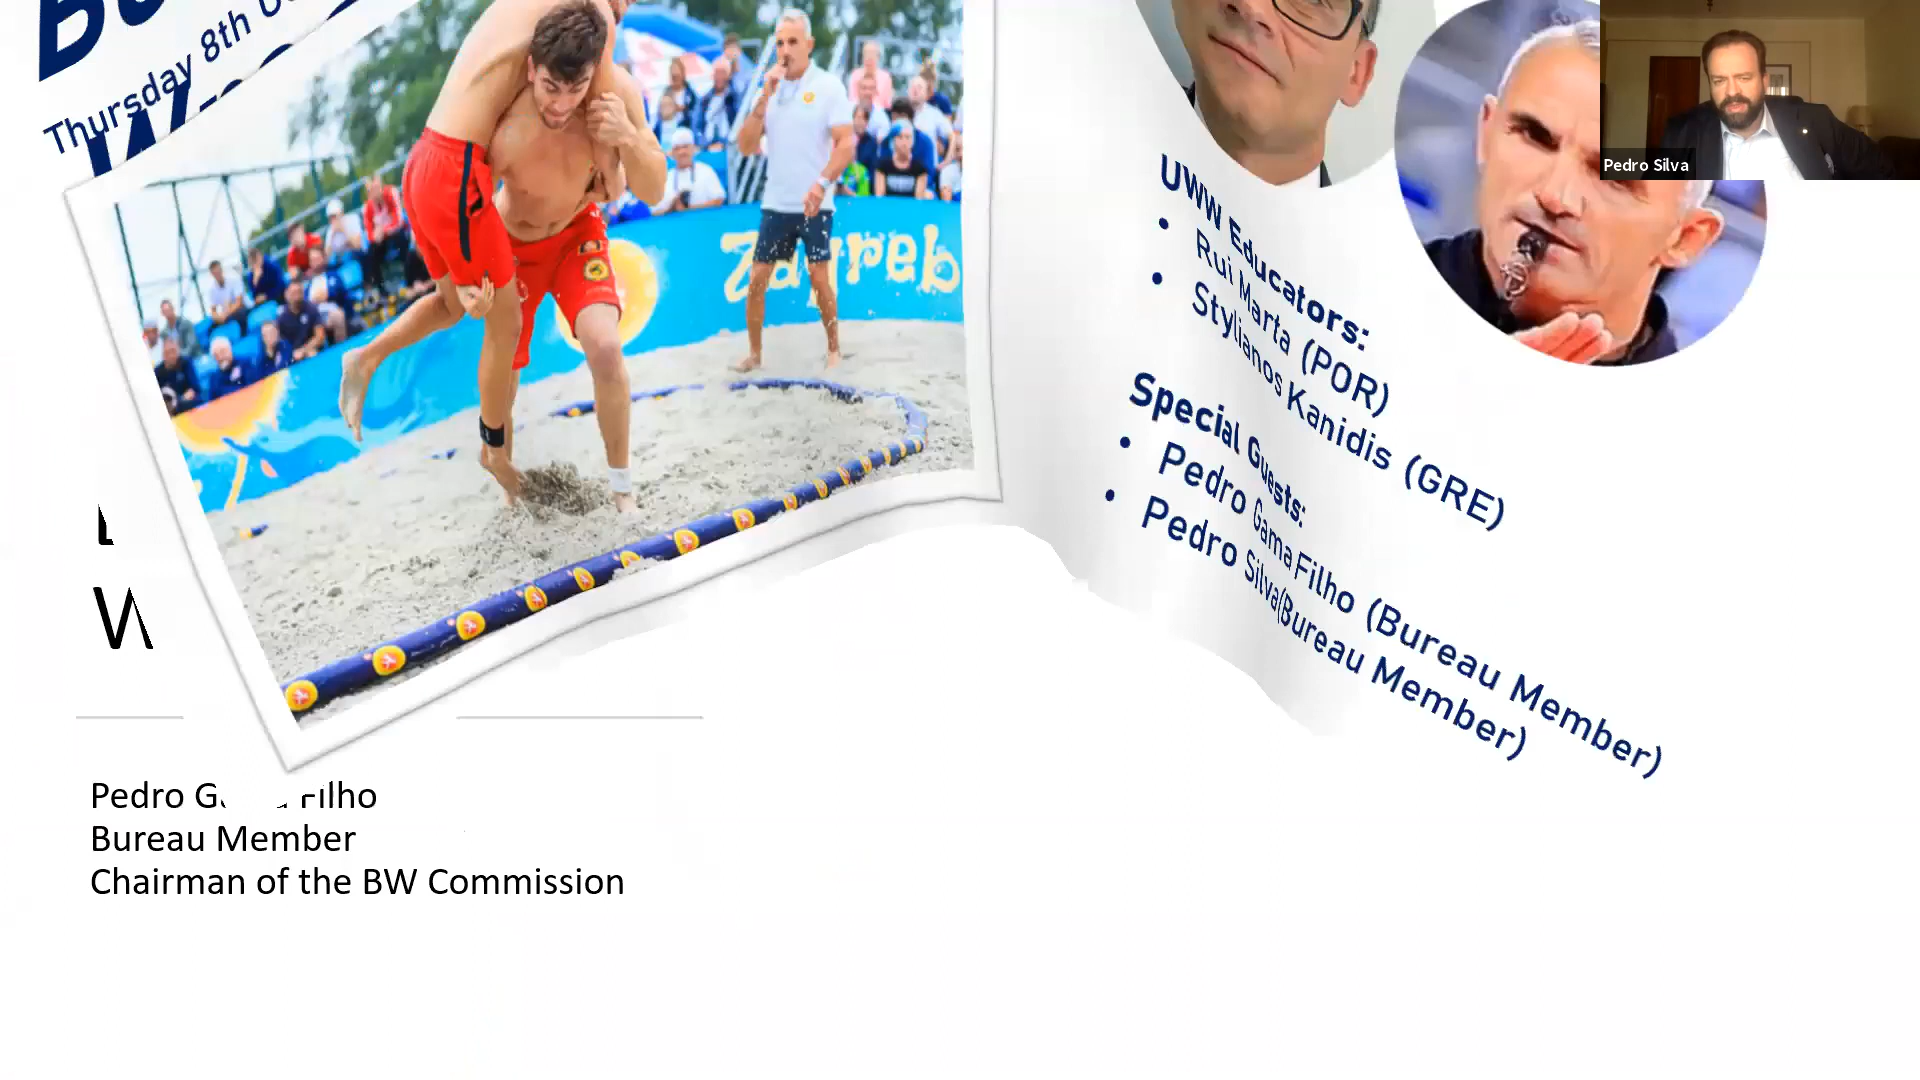 Thursday 8th
Zagreb
UWW Educators:
• Rui Marta (POR)
• Stylianos Kanidis (GRE)
Special Guests:
• Pedro Gama Filho (Bureau Member)
• Pedro Silva(Bureau Member)
Pedro Silva
Filho
Bureau Member
Chairman of the BW Commission